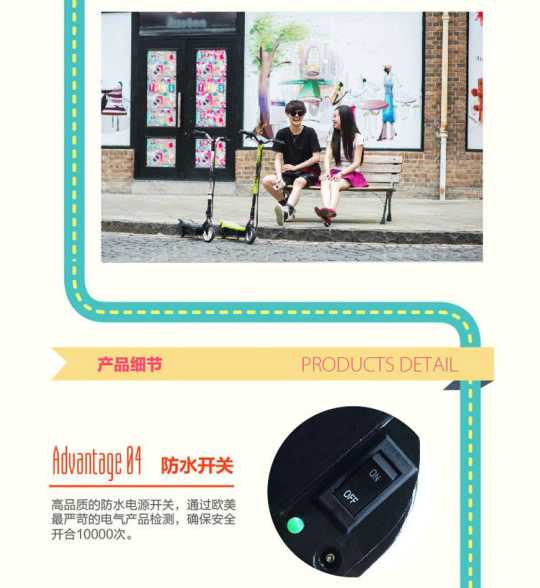 产品细节
PRODUCTS DETAIL
Advantage 04 防水开关
高品质的防水电源开关，通过欧美
最严苛的电气产品检测，确保安全
开合10000次。
ON
OFF